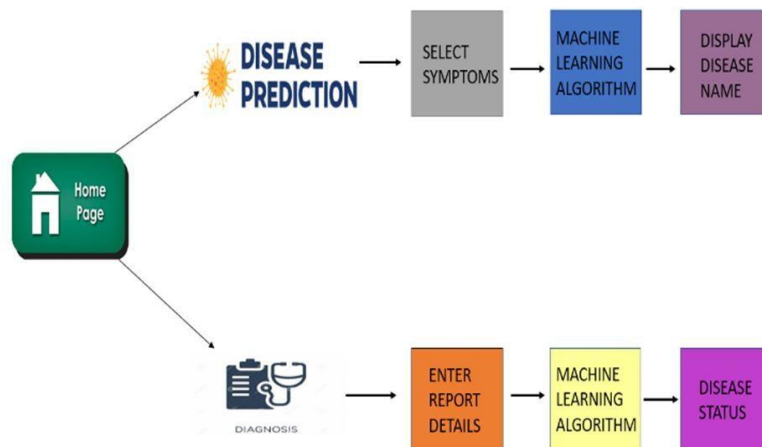 DISEASE
PREDICTION
SELECT
SYMPTOMS
MACHINE
LEARNING
ALGORITHM
DISPLAY
DISEASE
NAME
Home
Page
DIAGNOSIS
ENTER
REPORT
DETAILS
MACHINE
LEARNING
ALGORITHM
DISEASE
STATUS